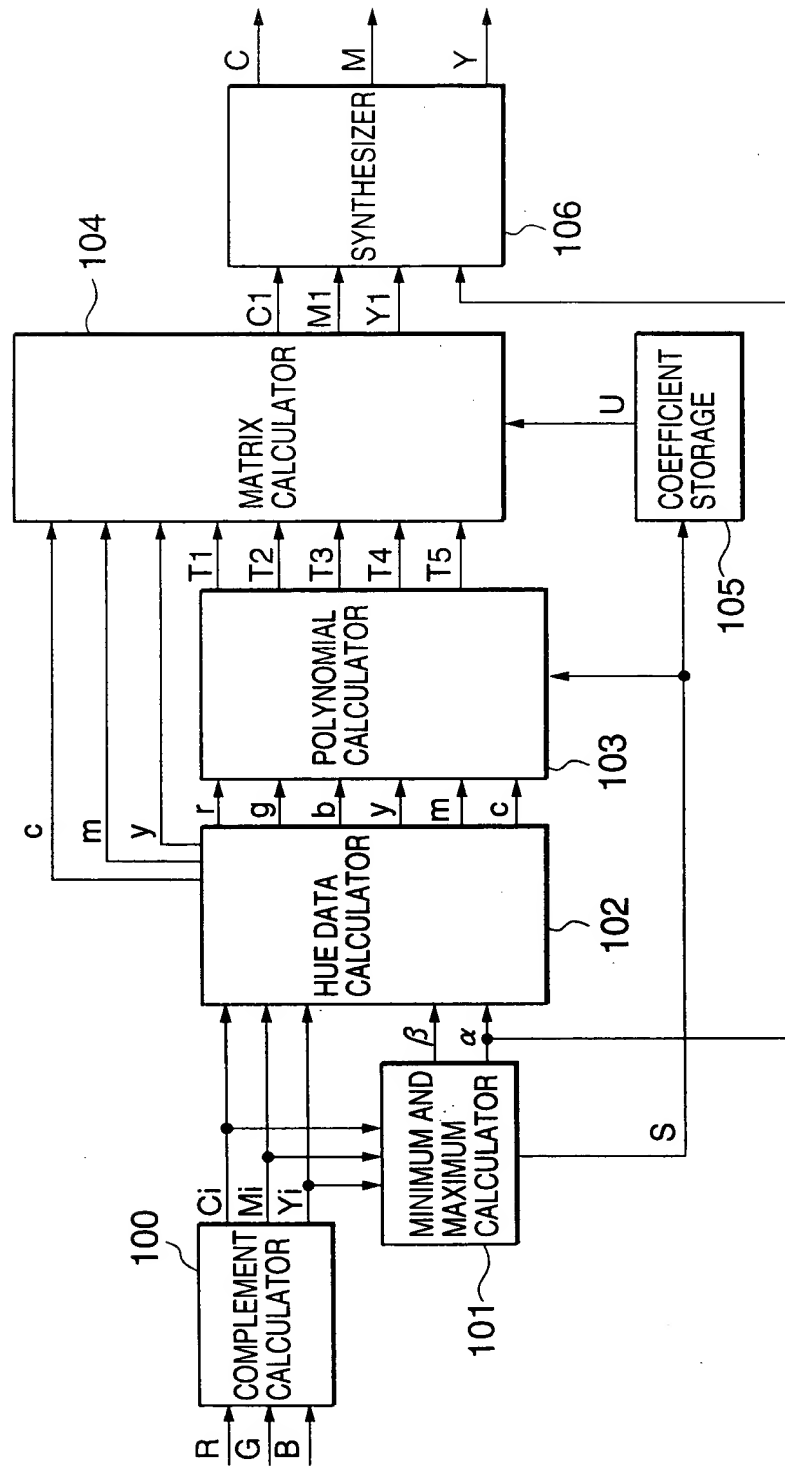 R
G
B
100
COMPLEMENT
CALCULATOR
Ci
Mi
Yi
101
MINIMUM AND
MAXIMUM
CALCULATOR
β
α
S
102
HUE DATA
CALCULATOR
c
m
y
r
g
b
y
m
c
103
POLYNOMIAL
CALCULATOR
T1
T2
T3
T4
T5
104
MATRIX
CALCULATOR
105
COEFFICIENT
STORAGE
U
C1
M1
Y1
106
SYNTHESIZER
C
M
Y